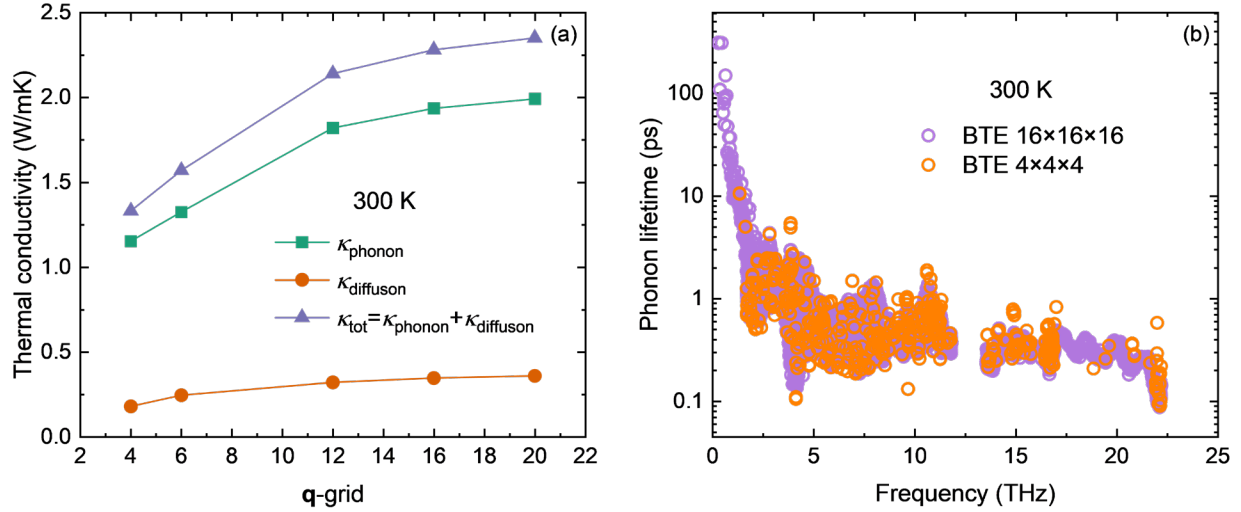 (a)
Thermal conductivity (W/mK)
2.5
2.0
1.5
1.0
0.5
0.0
300 K
κphonon
κdiffuson
κtot=κphonon+κdiffuson
2 4 6 8 10 12 14 16 18 20 22
q-grid
(b)
Phonon lifetime (ps)
100
10
1
0.1
300 K
BTE 16×16×16
BTE 4×4×4
0 5 10 15 20 25
Frequency (THz)